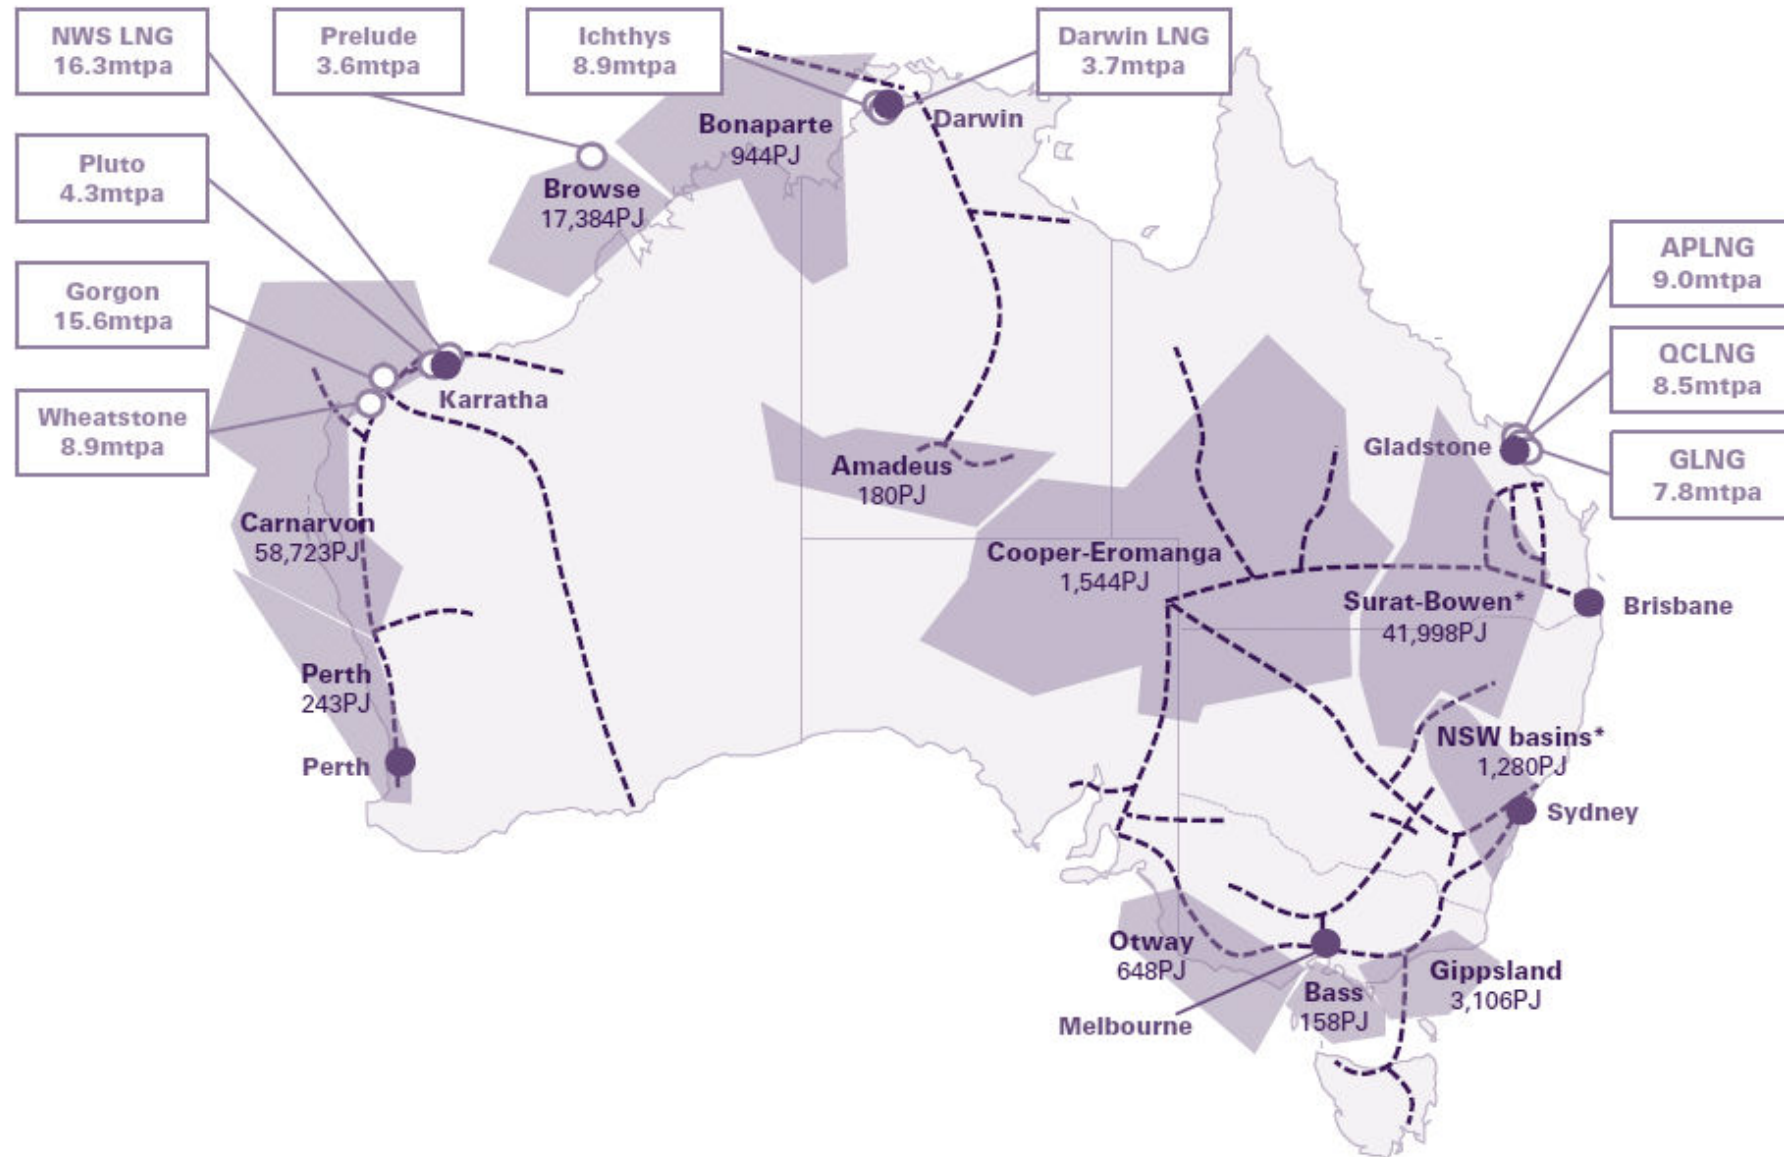 NWS LNG
16.3mtpa
Prelude
3.6mtpa
Ichthys
8.9mtpa
Darwin LNG
3.7mtpa
Pluto
4.3mtpa
Gorgon
15.6mtpa
Wheatstone
8.9mtpa
APLNG
9.0mtpa
QCLNG
8.5mtpa
GLNG
7.8mtpa
Bonaparte
944PJ
Darwin
Browse
17,384PJ
Karratha
Amadeus
180PJ
Gladstone
Carnarvon
58,723PJ
Cooper-Eromanga
1,544PJ
Surat-Bowen*
41,998PJ
Brisbane
Perth
243PJ
Perth
NSW basins*
1,280PJ
Sydney
Otway
648PJ
Melbourne
Bass
158PJ
Gippsland
3,106PJ